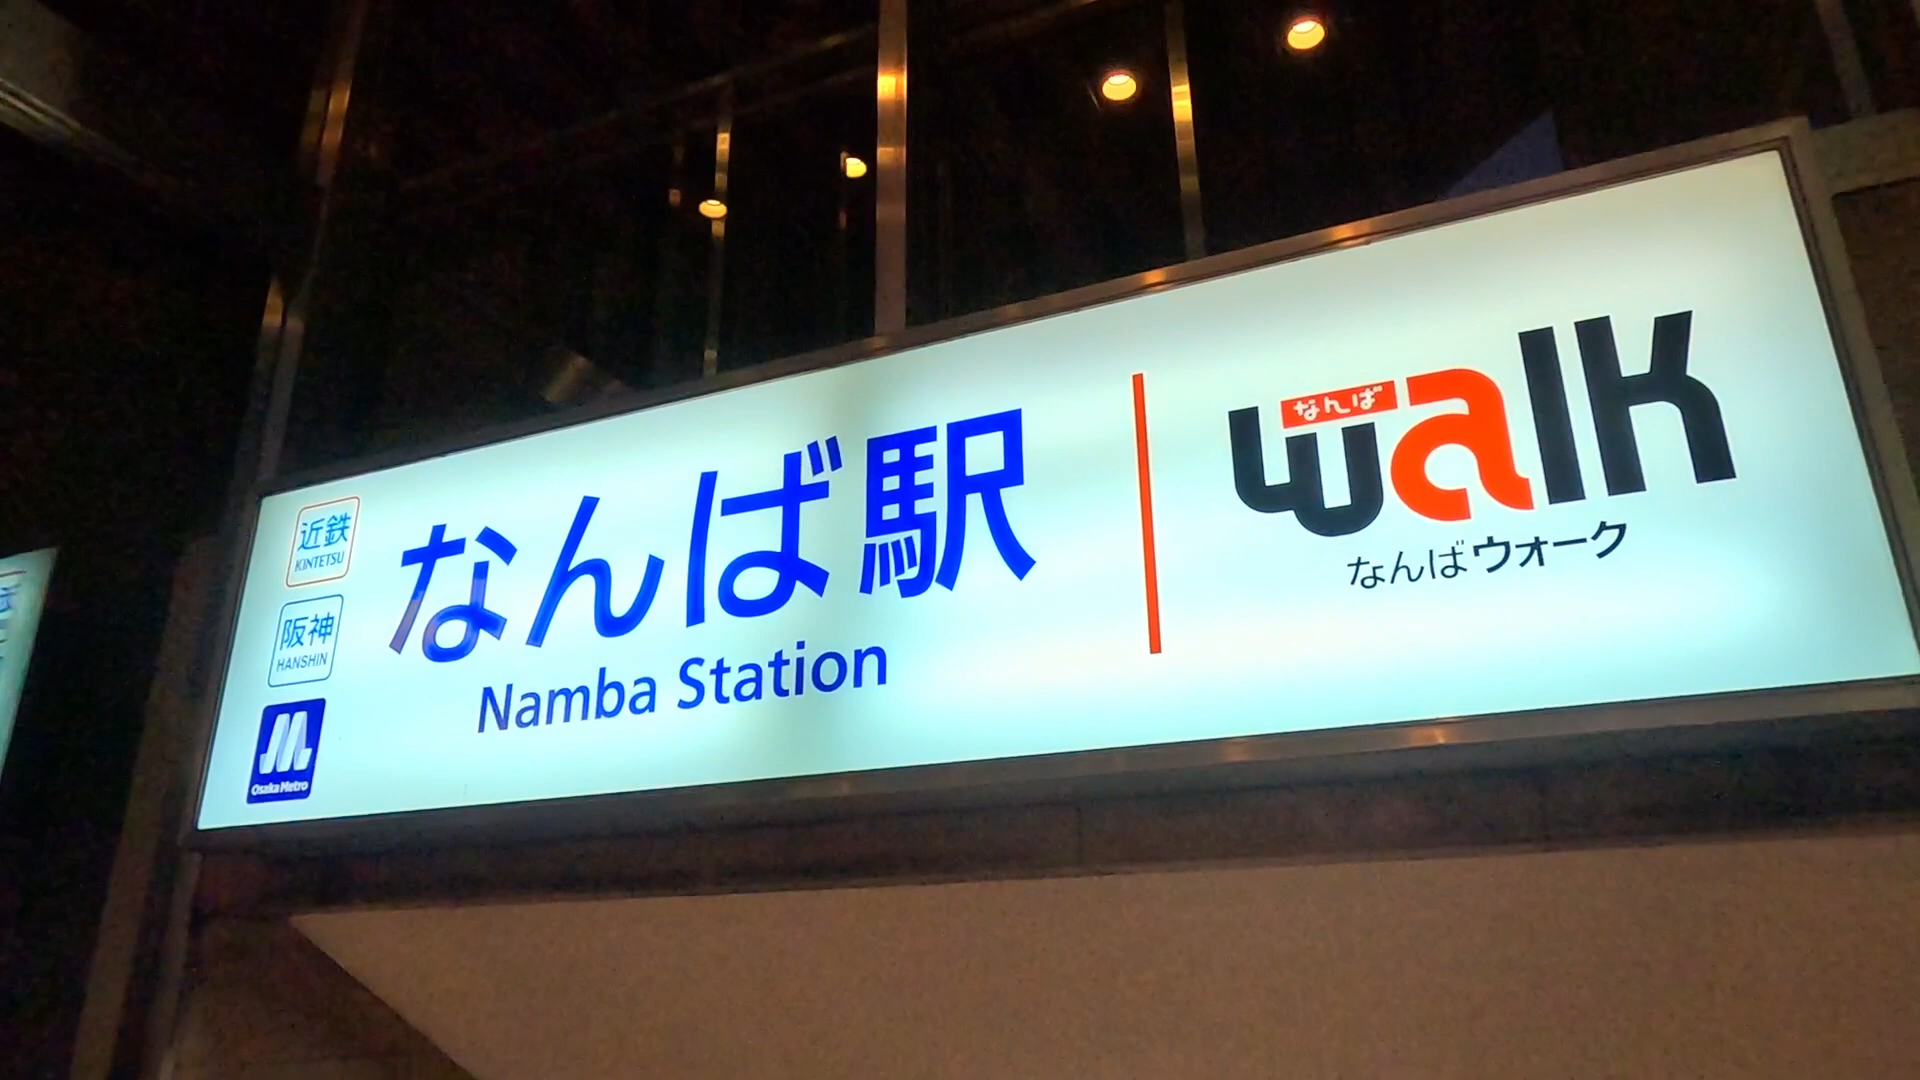 近鉄
KINTETSU
阪神
HANSHIN
Osaka Metro
なんば駅
Namba Station
なんば
walk
なんばウォーク